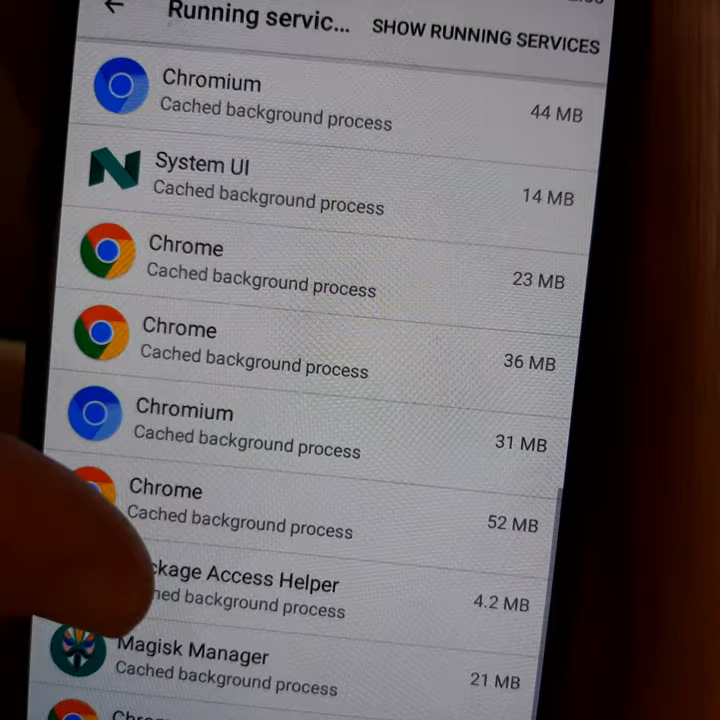 Running servic... SHOW RUNNING SERVICES
Chromium
Cached background process
44 MB
System UI
Cached background process
14 MB
Chrome
Cached background process
23 MB
Chrome
Cached background process
36 MB
Chromium
Cached background process
31 MB
Chrome
Cached background process
52 MB
ckage Access Helper
hed background process
4.2 MB
Magisk Manager
Cached background process
21 MB